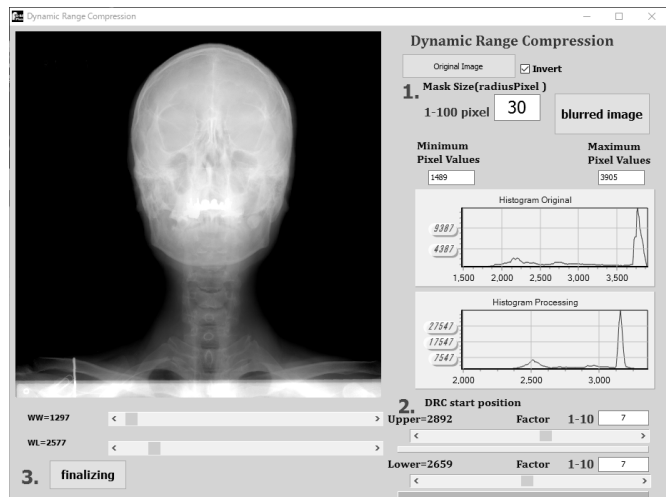 Dynamic Range Compression
Dynamic Range Compression
Original Image
Invert
1. Mask Size(radiusPixel )
1-100 pixel 30
blurred image
Minimum Pixel Values
1489
Maximum Pixel Values
3905
Histogram Original
9387
4387
1,500 2,000 2,500 3,000 3,500
Histogram Processing
27547
17547
7547
2,000 2,500 3,000
2. DRC start position
Upper=2892 Factor 1-10 7
Lower=2659 Factor 1-10 7
WW=1297
WL=2577
3. finalizing